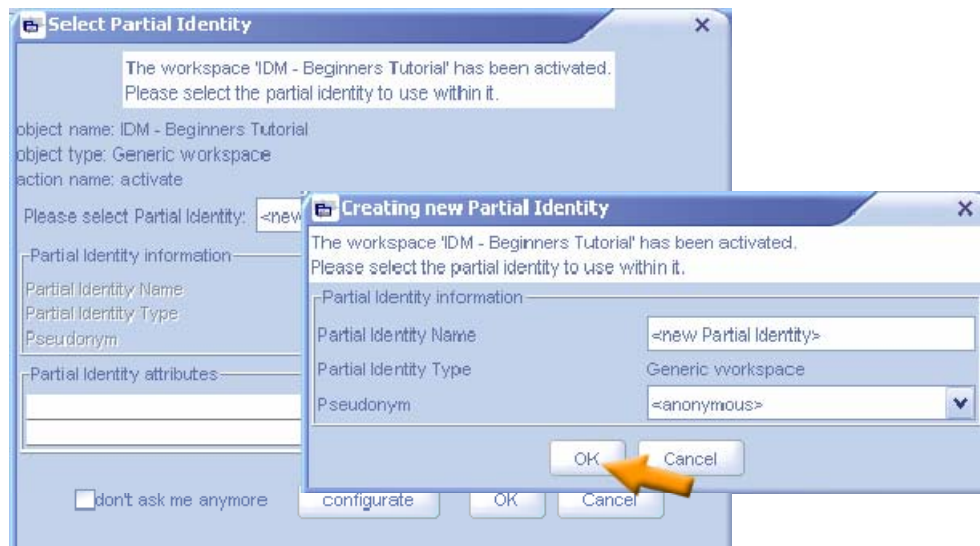 Select Partial Identity
The workspace 'IDM - Beginners Tutorial' has been activated.
Please select the partial identity to use within it.
object name: IDM - Beginners Tutorial
object type: Generic workspace
action name: activate
Please select Partial Identity: <new
Partial Identity information
Partial Identity Name
Partial Identity Type
Pseudonym
Partial Identity attributes
don't ask me anymore
configurate
OK
Cancel
Creating new Partial Identity
The workspace 'IDM - Beginners Tutorial' has been activated.
Please select the partial identity to use within it.
Partial Identity information
Partial Identity Name <new Partial Identity>
Partial Identity Type Generic workspace
Pseudonym <anonymous>
OK Cancel